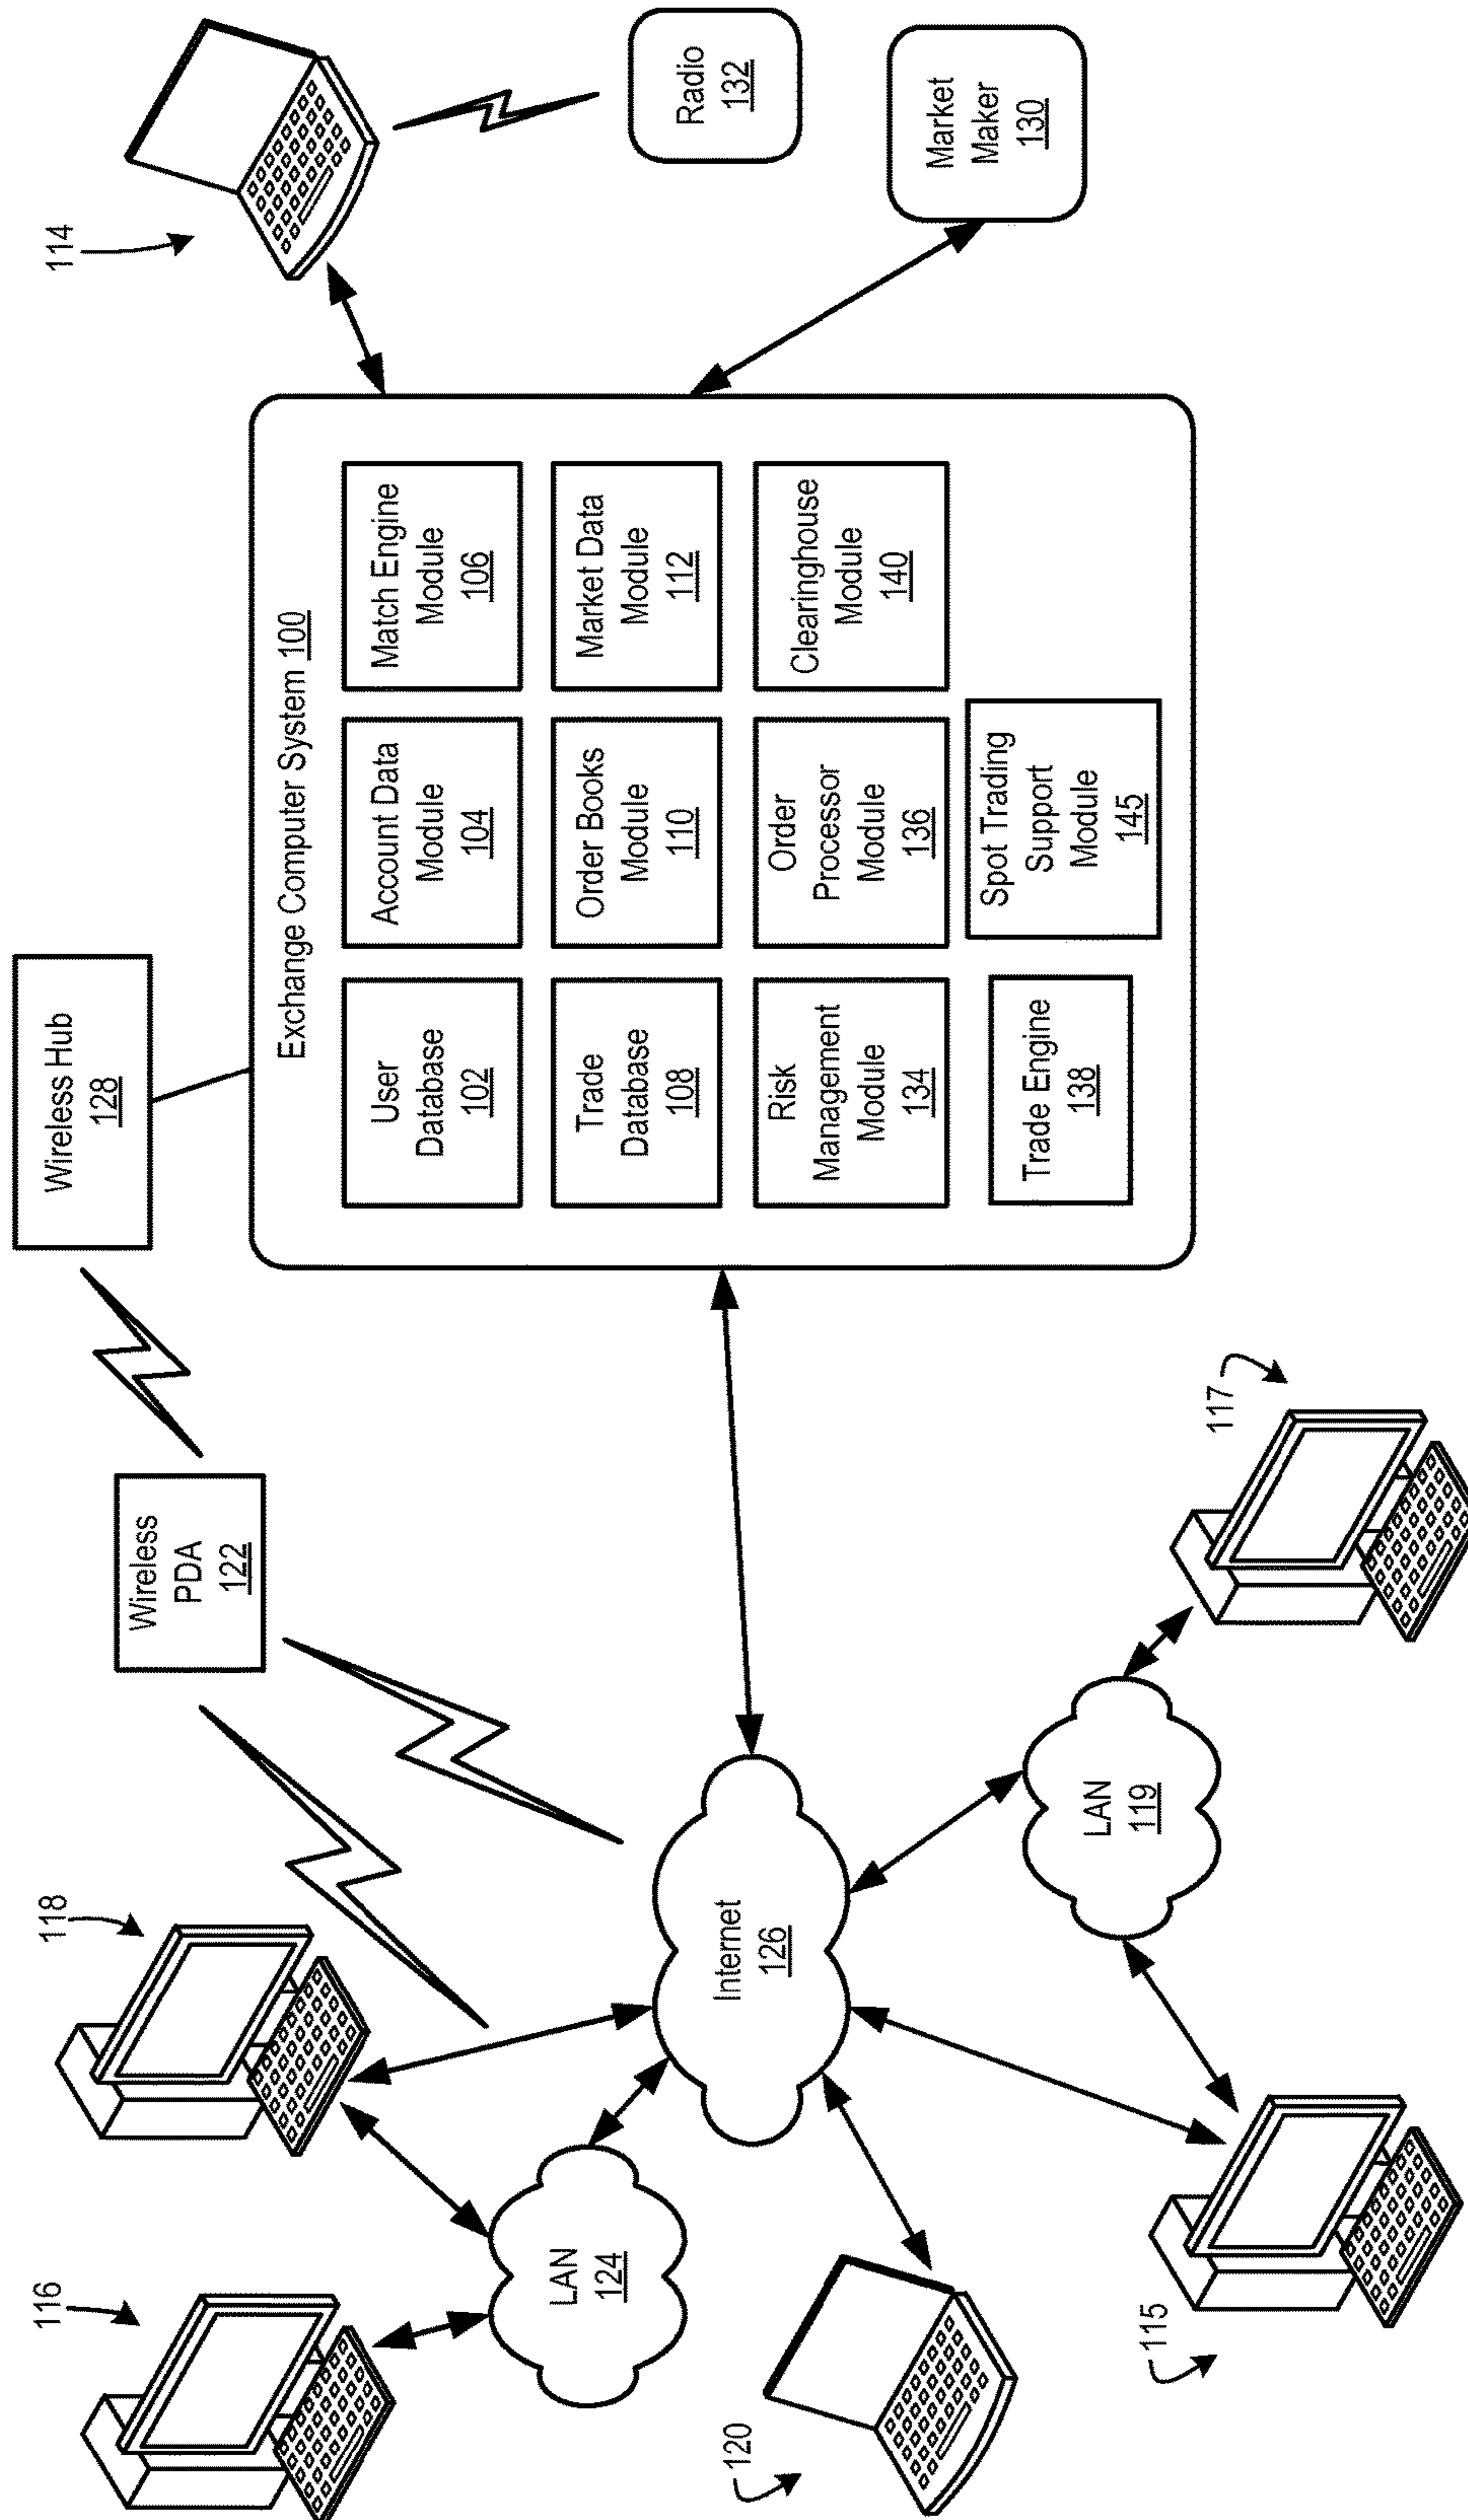 114
Radio
132
Market
Maker
130
Wireless Hub
128
Exchange Computer System 100
User
Database
102
Account Data
Module
104
Match Engine
Module
106
Trade
Database
108
Order Books
Module
110
Market Data
Module
112
Risk
Management
Module
134
Order
Processor
Module
136
Clearinghouse
Module
140
Trade Engine
138
Spot Trading
Support
Module
145
Wireless
PDA
122
118
116
LAN
124
Internet
126
LAN
119
117
120
115